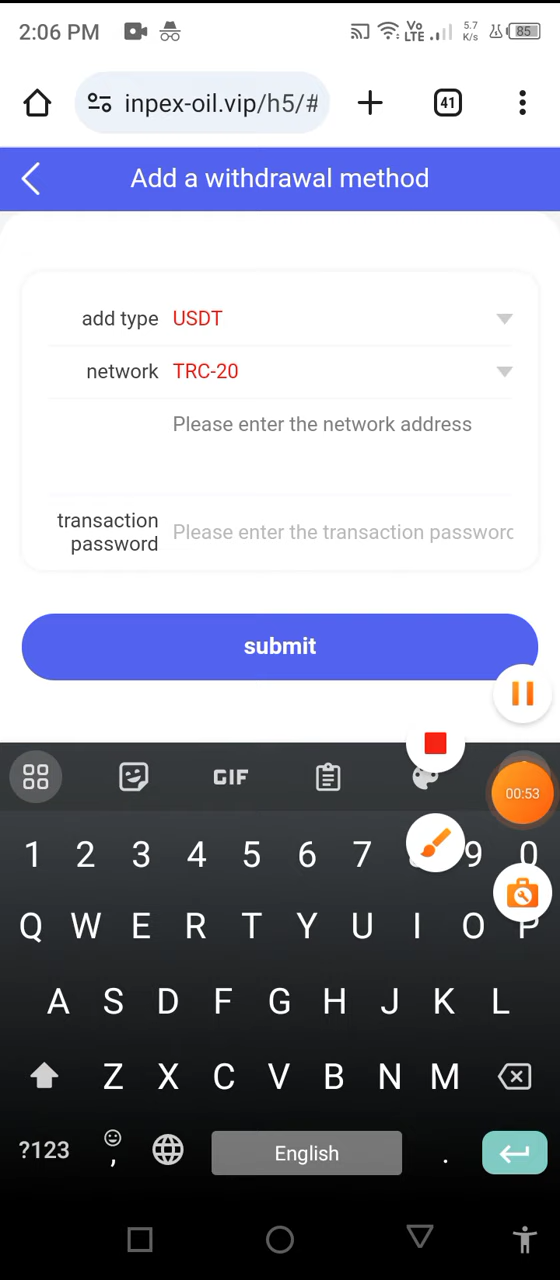 2:06 PM Vo LTE 5.7 K/s 85
inpex-oil.vip/h5/# 41
Add a withdrawal method
add type USDT
network TRC-20
Please enter the network address
transaction password Please enter the transaction password
submit
GIF
00:53
1 2 3 4 5 6 7 9 0
Q W E R T Y U I O P
A S D F G H J K L
Z X C V B N M
?123 , English .